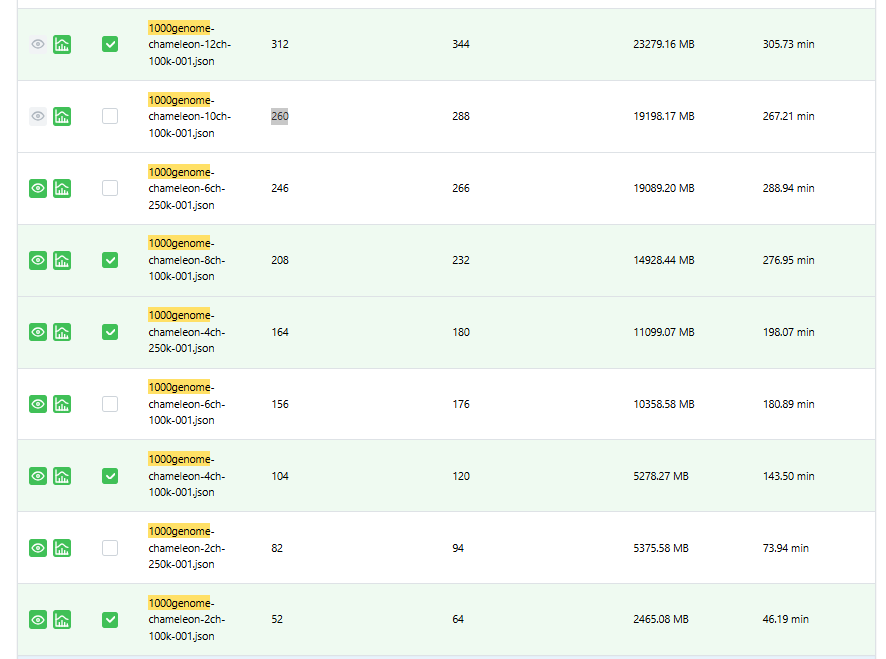 1000genome-
chameleon-12ch-
100k-001.json
312 344 23279.16 MB 305.73 min
1000genome-
chameleon-10ch-
100k-001.json
260 288 19198.17 MB 267.21 min
1000genome-
chameleon-6ch-
250k-001.json
246 266 19089.20 MB 288.94 min
1000genome-
chameleon-8ch-
100k-001.json
208 232 14928.44 MB 276.95 min
1000genome-
chameleon-4ch-
250k-001.json
164 180 11099.07 MB 198.07 min
1000genome-
chameleon-6ch-
100k-001.json
156 176 10358.58 MB 180.89 min
1000genome-
chameleon-4ch-
100k-001.json
104 120 5278.27 MB 143.50 min
1000genome-
chameleon-2ch-
250k-001.json
82 94 5375.58 MB 73.94 min
1000genome-
chameleon-2ch-
100k-001.json
52 64 2465.08 MB 46.19 min